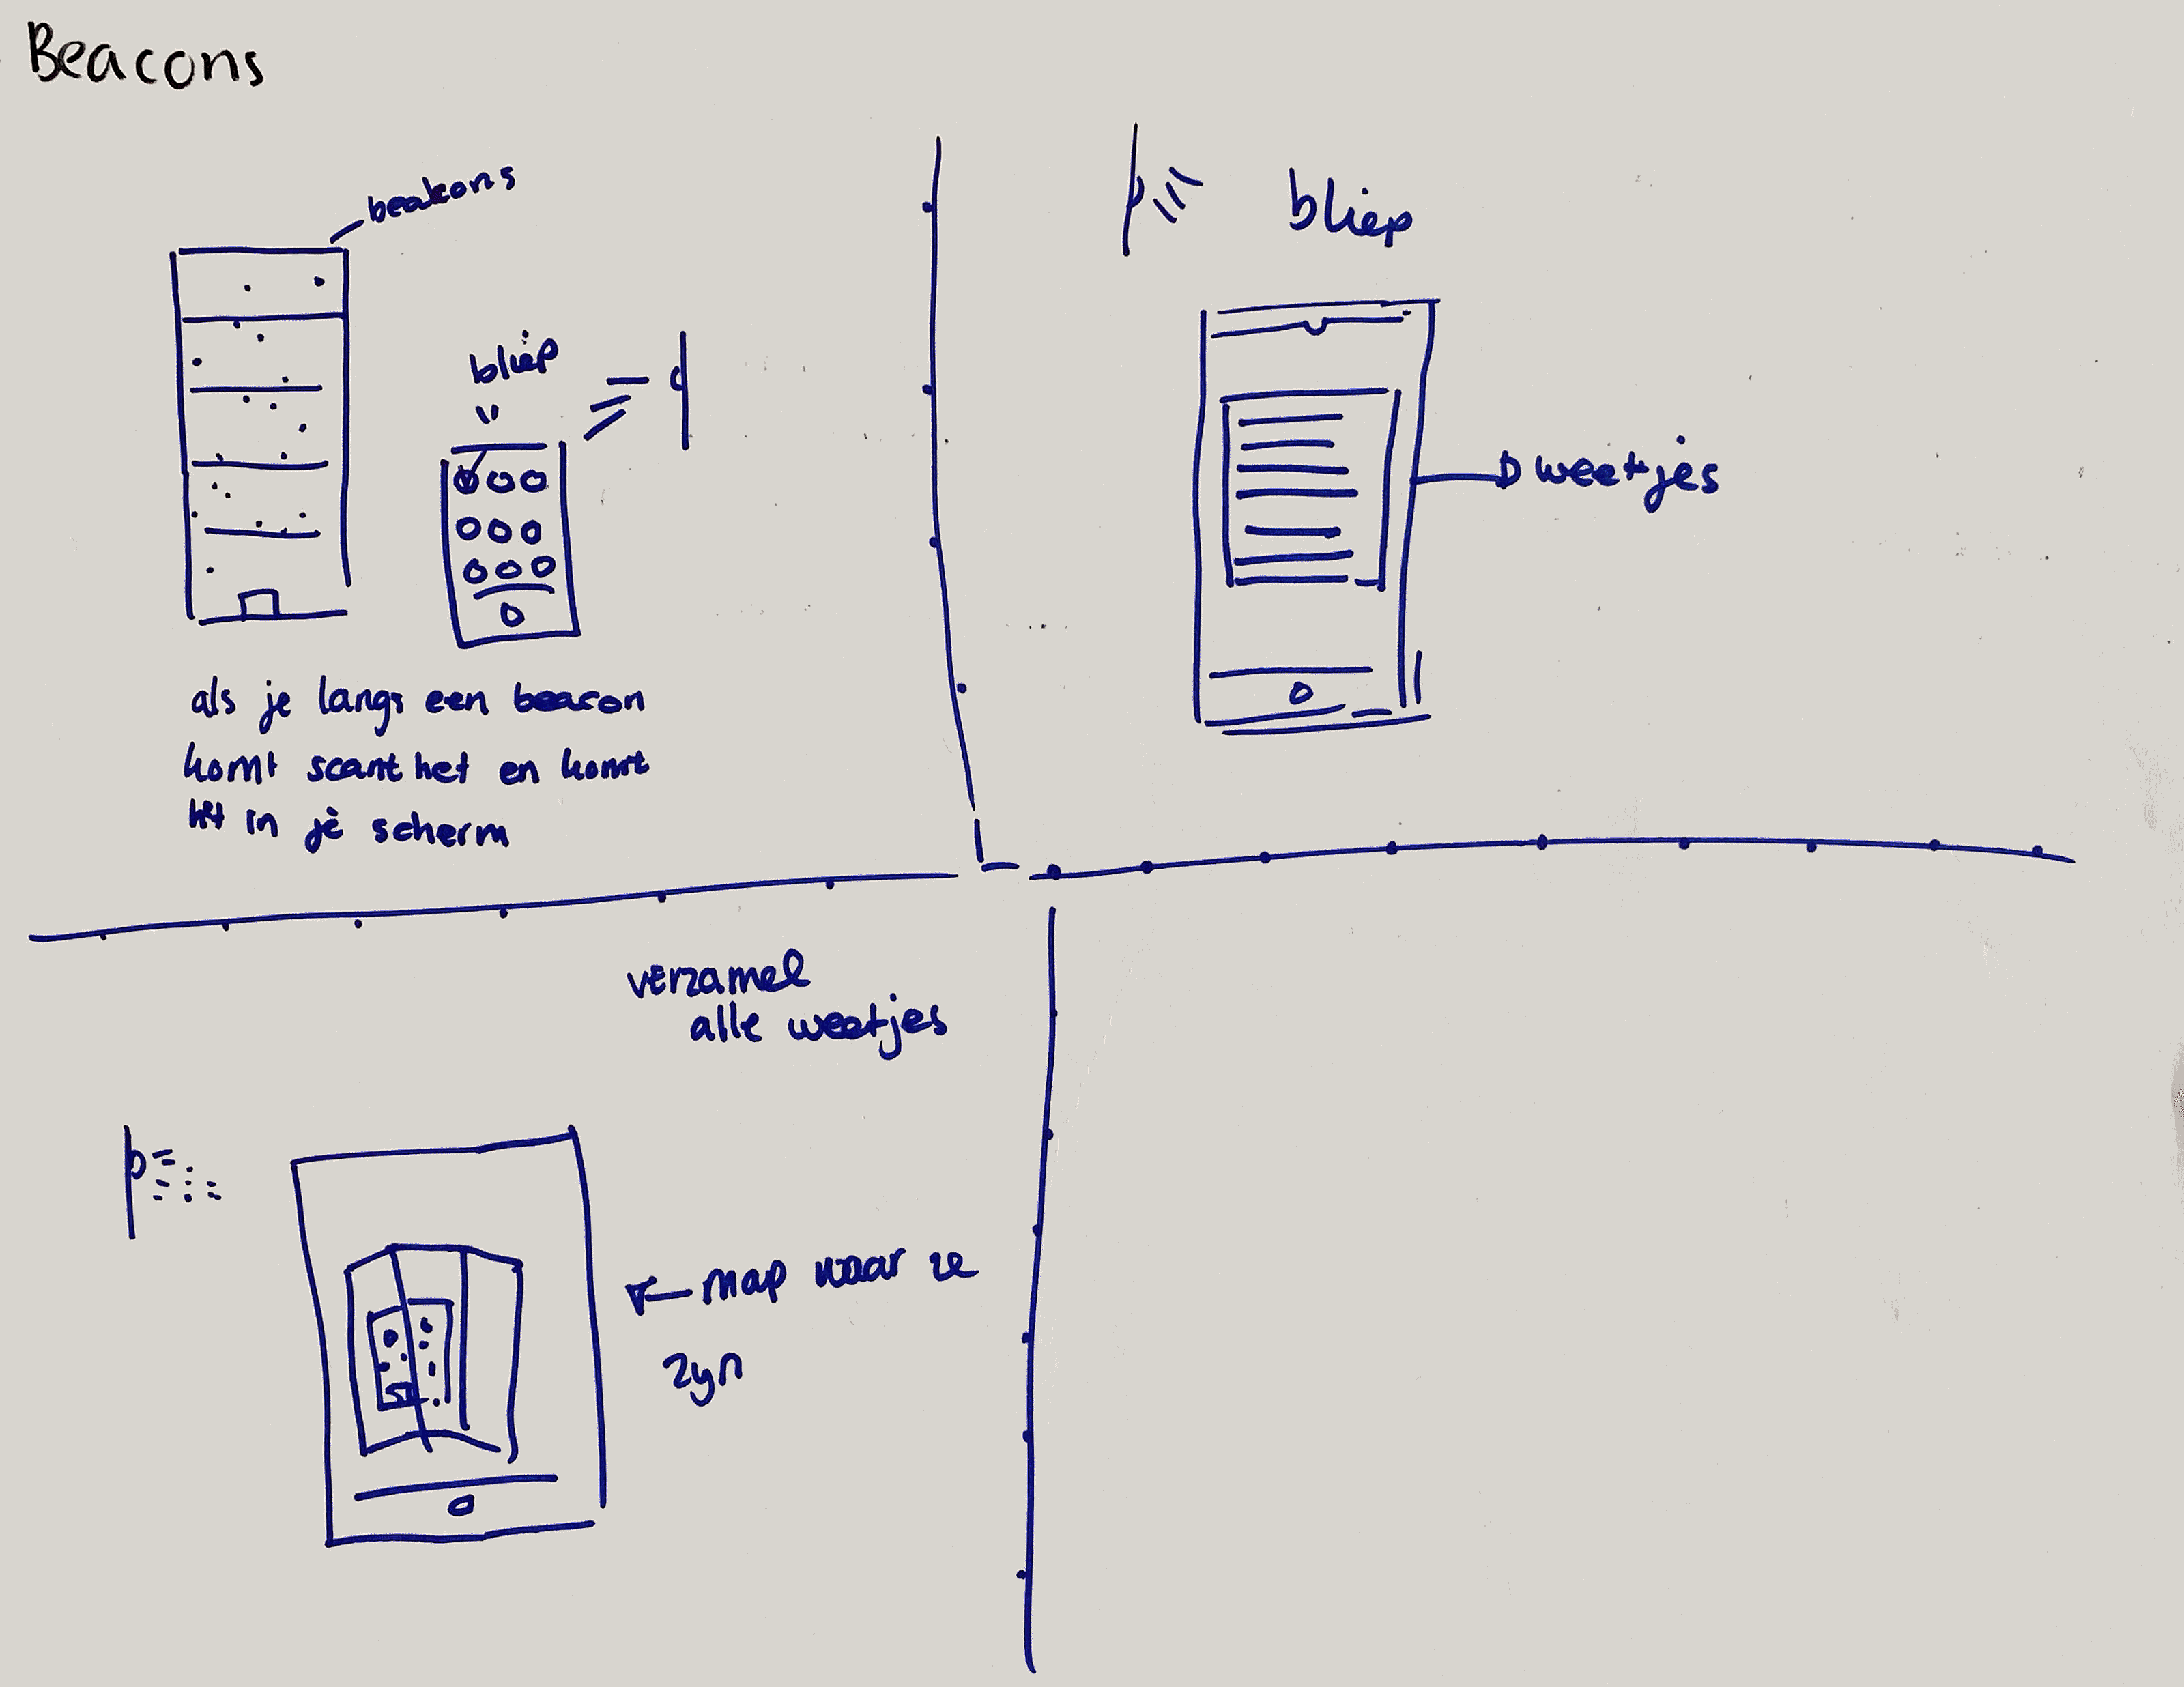 Beacons
beakons
bliep
als je langs een beacon
komt scant het en komt
het in je scherm
bliep
weetjes
verzamel
alle weetjes
map waar ze
zyn